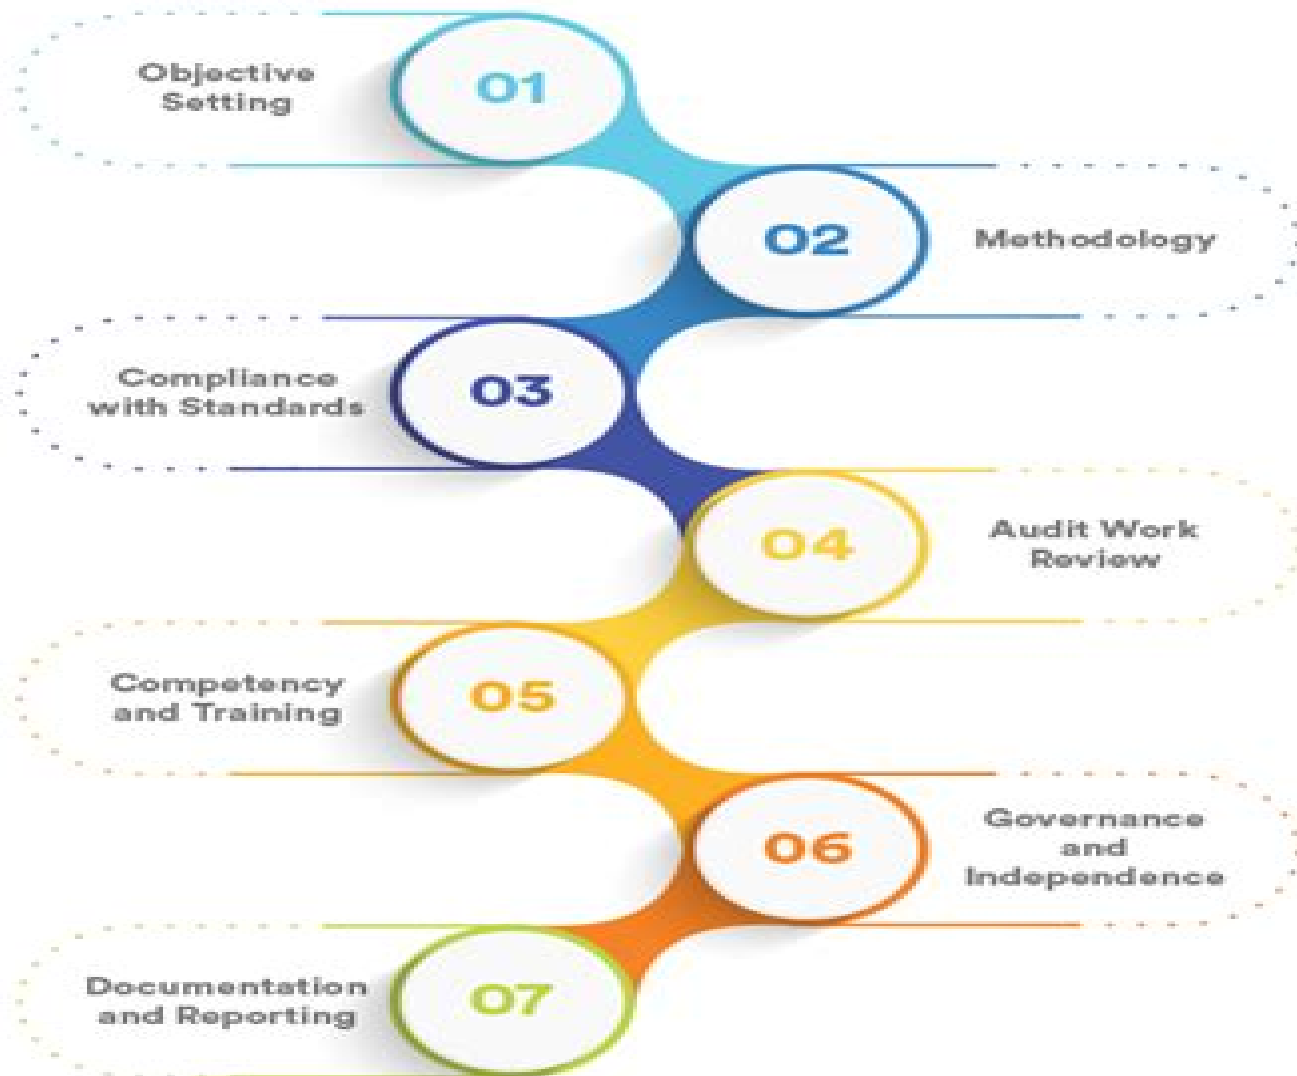 01
Objective
Setting
02
Methodology
03
Compliance
with Standards
04
Audit Work
Review
05
Competency
and Training
06
Governance
and
Independence
07
Documentation
and Reporting